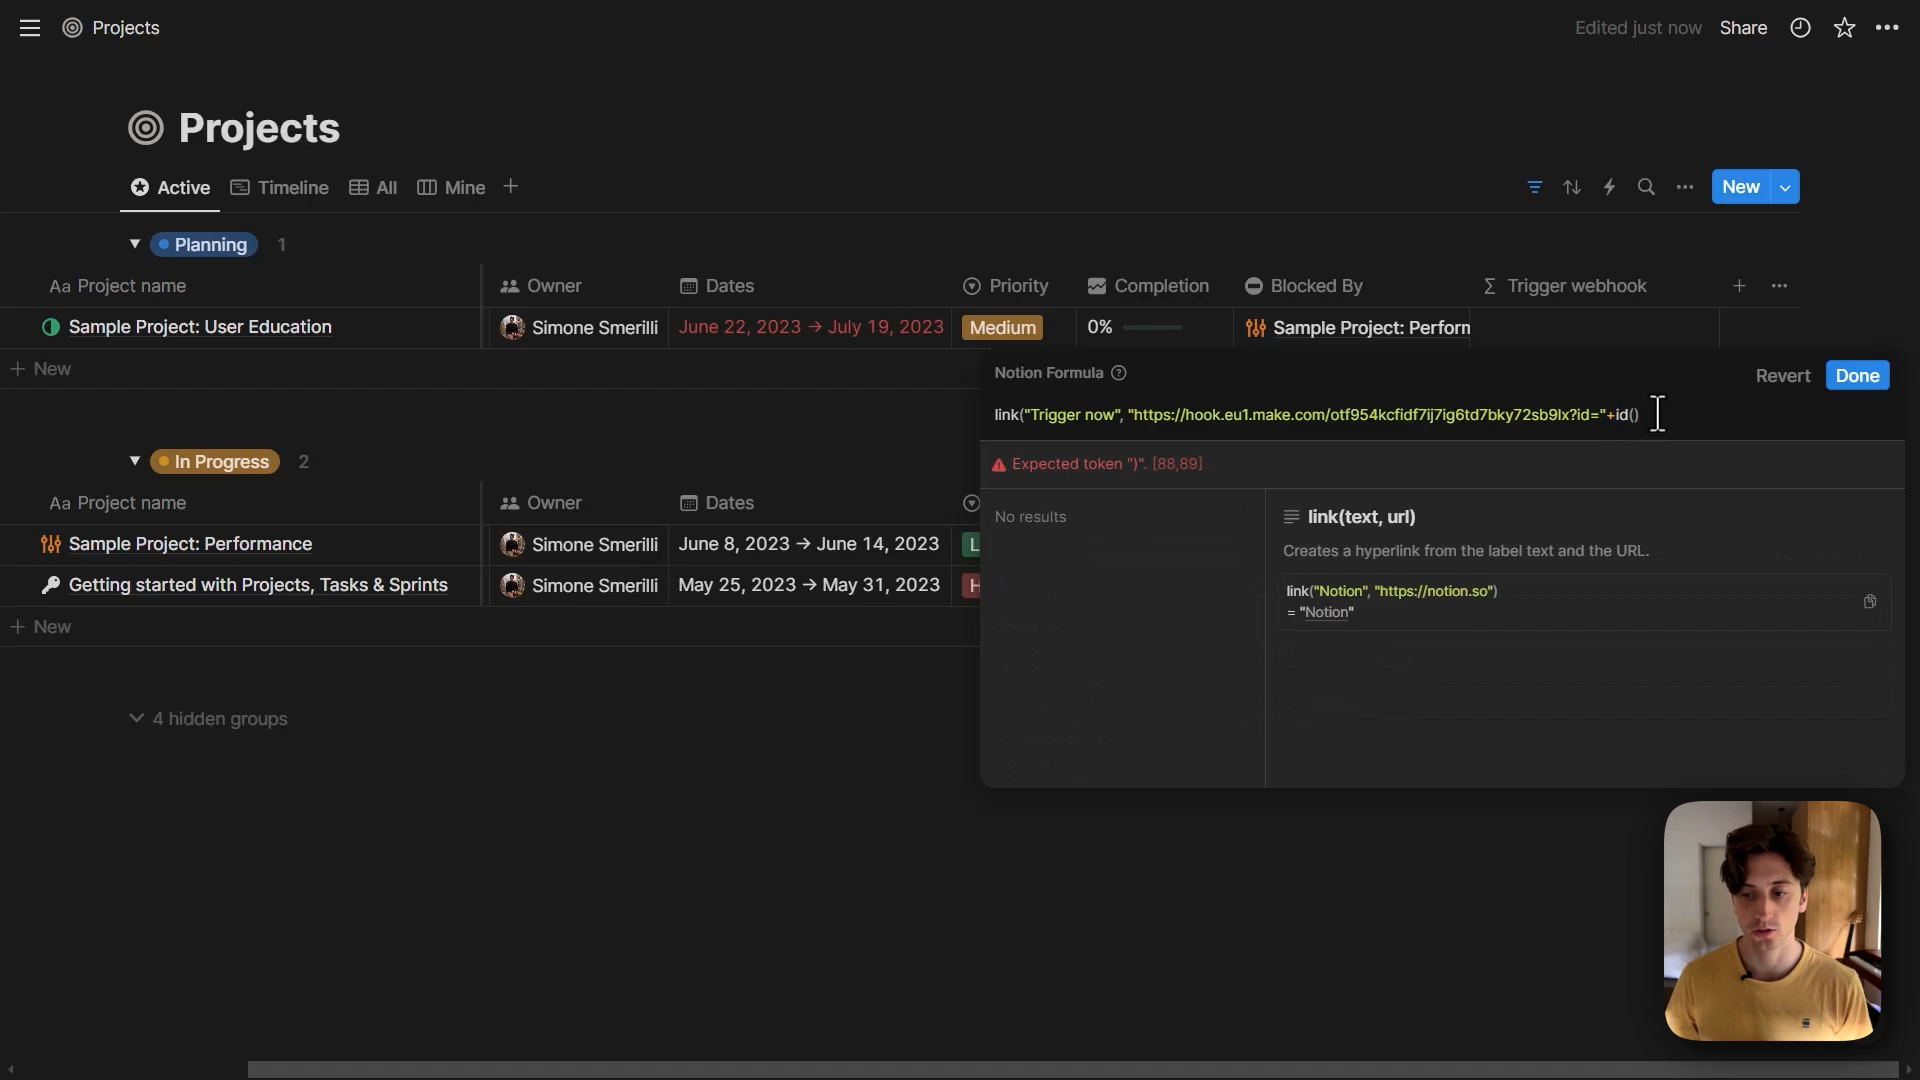 Projects
Edited just now Share
Projects
Active Timeline All Mine
New
Planning 1
Aa Project name Owner Dates Priority Completion Blocked By Σ Trigger webhook
Sample Project: User Education Simone Smerilli June 22, 2023 → July 19, 2023 Medium 0% Sample Project: Perform
+ New
Notion Formula ? Revert Done
link("Trigger now", "https://hook.eu1.make.com/otf954kcfidf7ij7ig6td7bky72sb9lx?id="+id()
Expected token ")". [88,89]
No results
link(text, url)
Creates a hyperlink from the label text and the URL.
link("Notion", "https://notion.so")
= "Notion"
In Progress 2
Aa Project name Owner Dates
Sample Project: Performance Simone Smerilli June 8, 2023 → June 14, 2023 L
Getting started with Projects, Tasks & Sprints Simone Smerilli May 25, 2023 → May 31, 2023 H
+ New
4 hidden groups